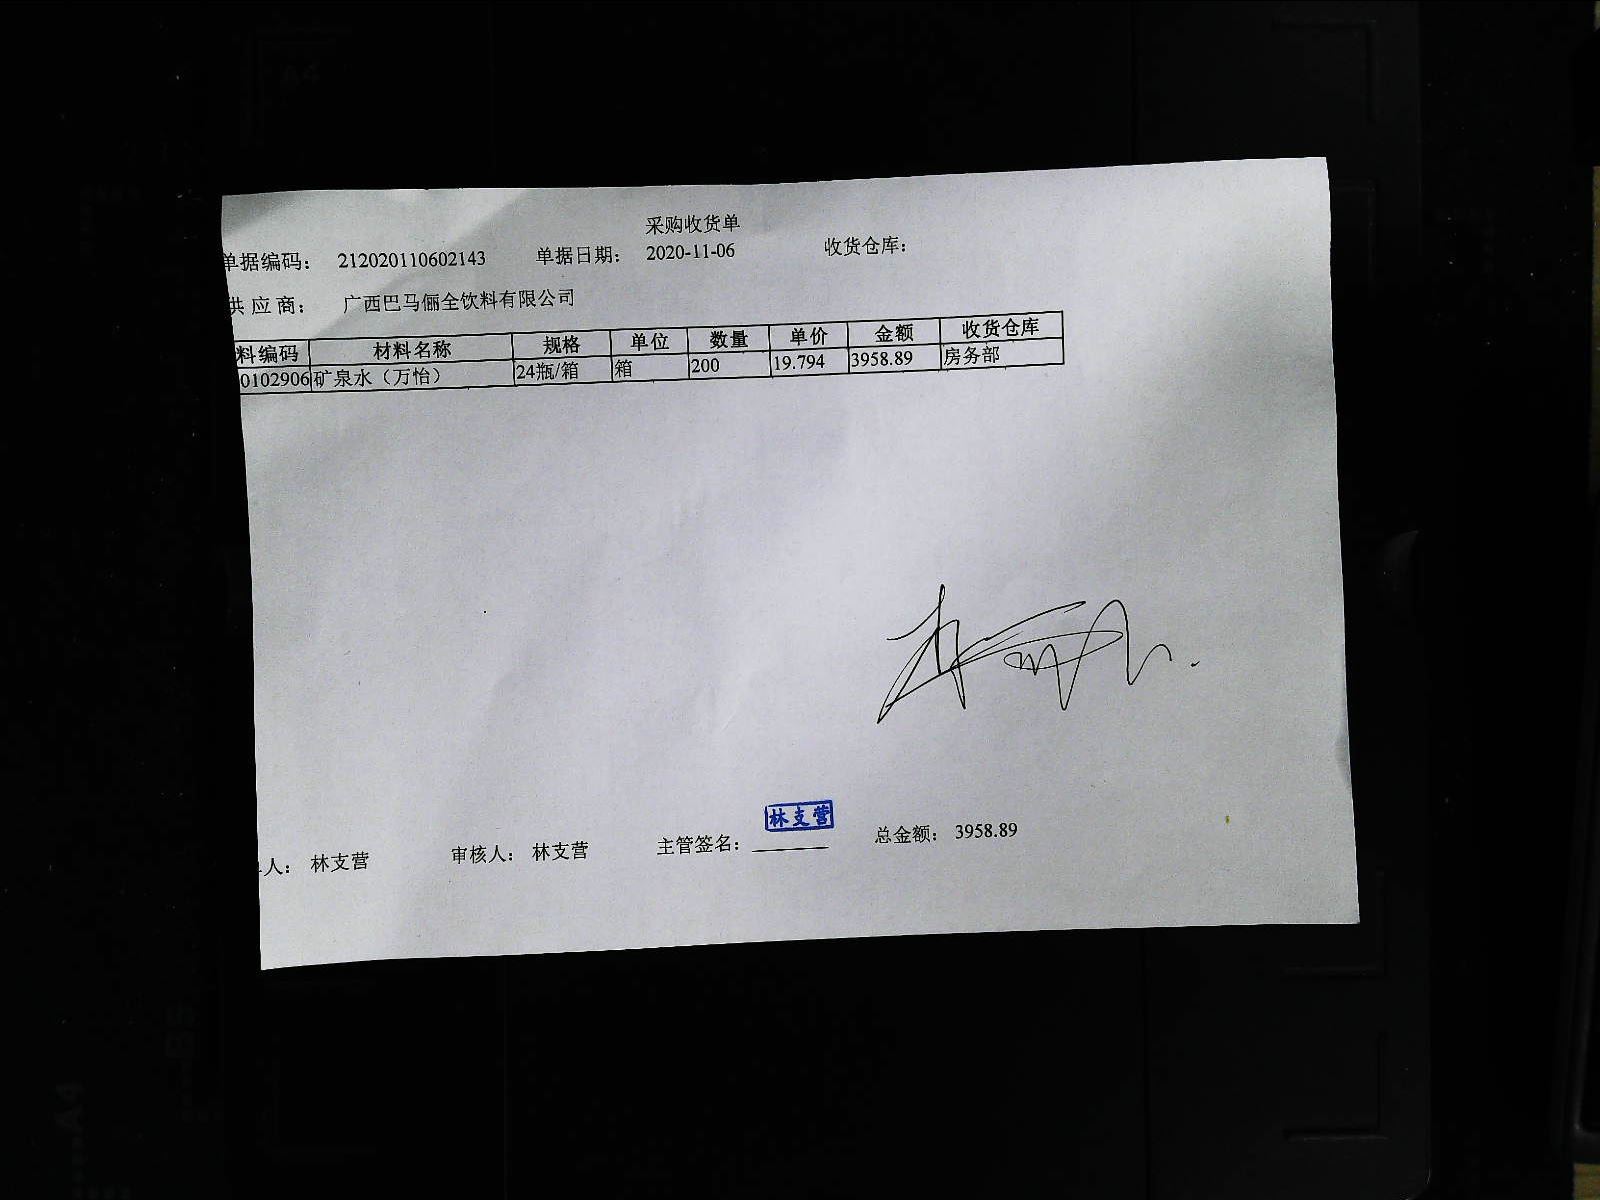 采购收货单
单据编码： 212020110602143 单据日期： 2020-11-06 收货仓库：
供 应 商： 广西巴马俪全饮料有限公司
料编码 材料名称 规格 单位 数量 单价 金额 收货仓库
0102906 矿泉水（万怡） 24瓶/箱 箱 200 19.794 3958.89 房务部
林支营
人： 林支营 审核人： 林支营 主管签名： 总金额： 3958.89